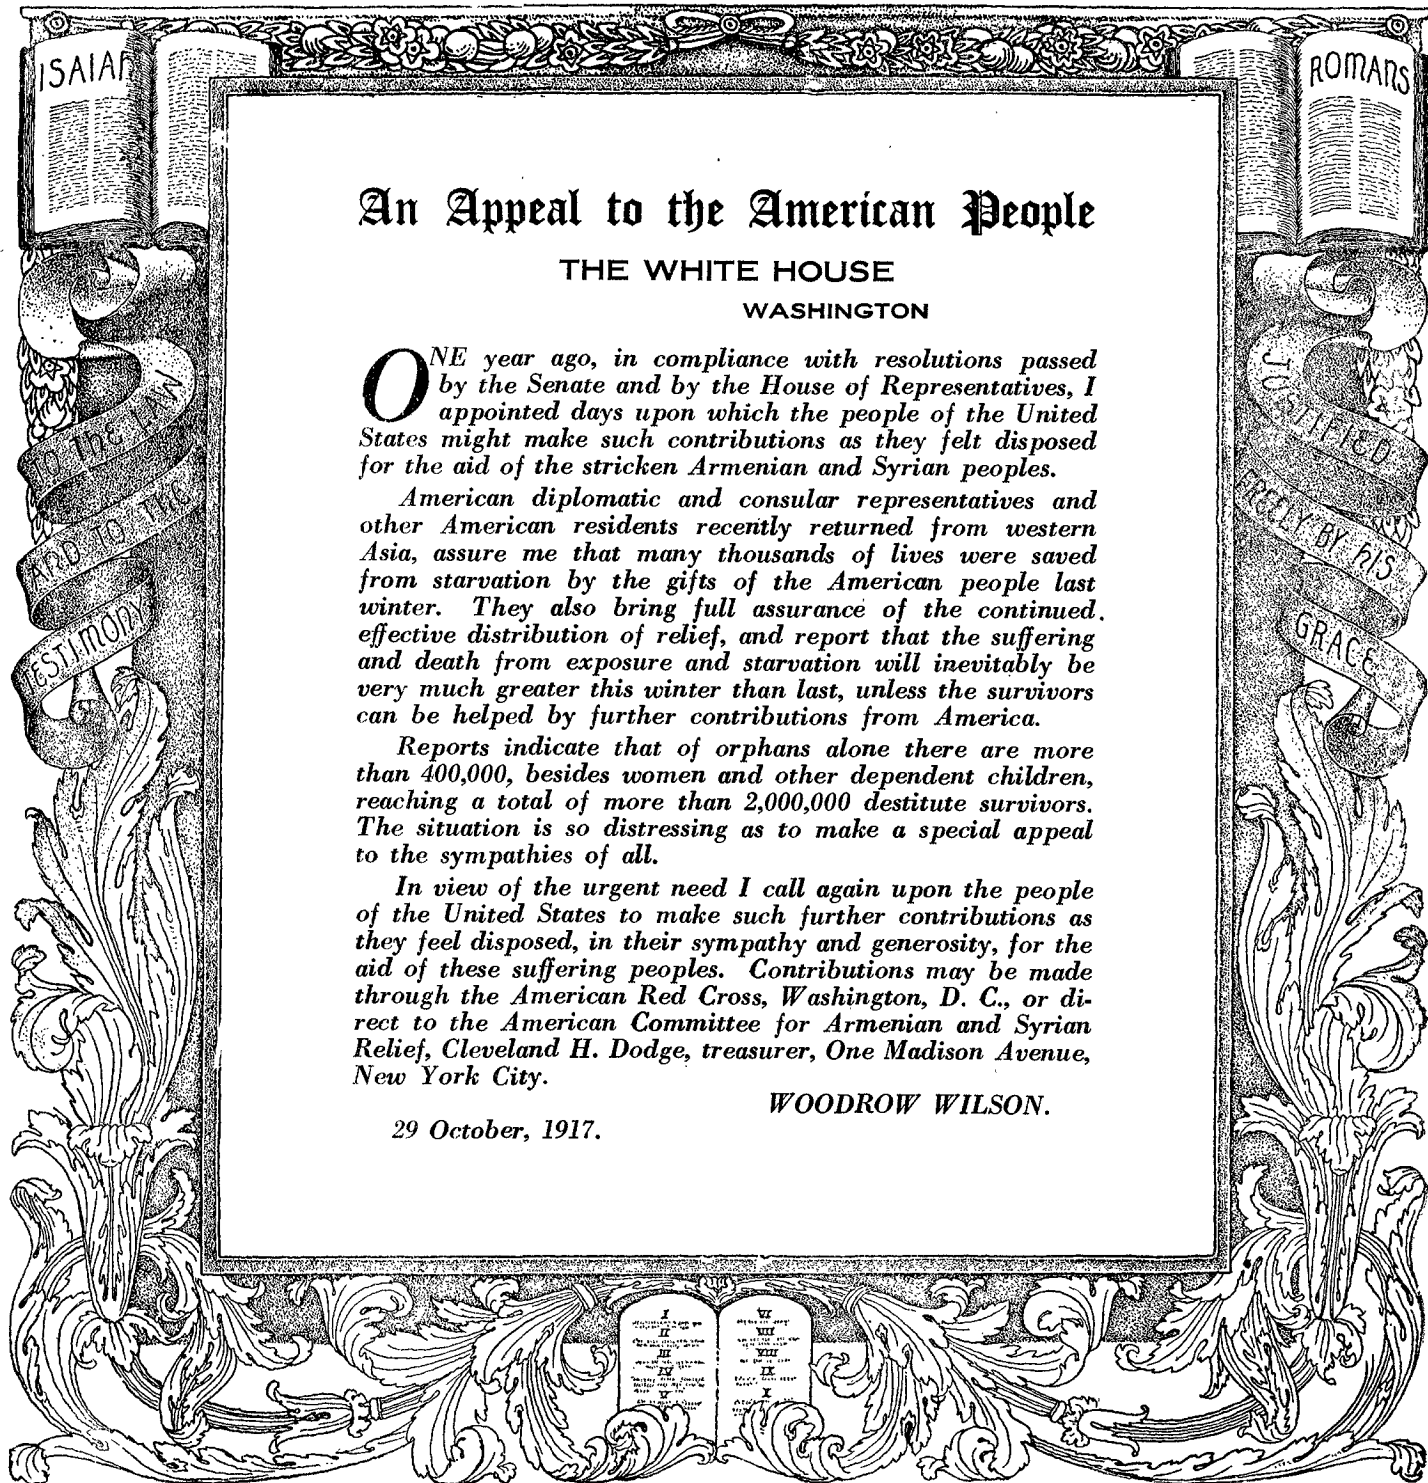 ISAIAH
ROMANS
An Appeal to the American People
THE WHITE HOUSE
WASHINGTON
ONE year ago, in compliance with resolutions passed
by the Senate and by the House of Representatives, I
appointed days upon which the people of the United
States might make such contributions as they felt disposed
for the aid of the stricken Armenian and Syrian peoples.
American diplomatic and consular representatives and
other American residents recently returned from western
Asia, assure me that many thousands of lives were saved
from starvation by the gifts of the American people last
winter. They also bring full assurance of the continued
effective distribution of relief, and report that the suffering
and death from exposure and starvation will inevitably be
very much greater this winter than last, unless the survivors
can be helped by further contributions from America.
Reports indicate that of orphans alone there are more
than 400,000, besides women and other dependent children,
reaching a total of more than 2,000,000 destitute survivors.
The situation is so distressing as to make a special appeal
to the sympathies of all.
In view of the urgent need I call again upon the people
of the United States to make such further contributions as
they feel disposed, in their sympathy and generosity, for the
aid of these suffering peoples. Contributions may be made
through the American Red Cross, Washington, D. C., or di-
rect to the American Committee for Armenian and Syrian
Relief, Cleveland H. Dodge, treasurer, One Madison Avenue,
New York City.
WOODROW WILSON.
29 October, 1917.
TO THE LAW
AND TO THE
TESTIMONY
JUSTIFIED
FREELY BY HIS
GRACE
I
II
III
IV
V
VI
VII
VIII
IX
X